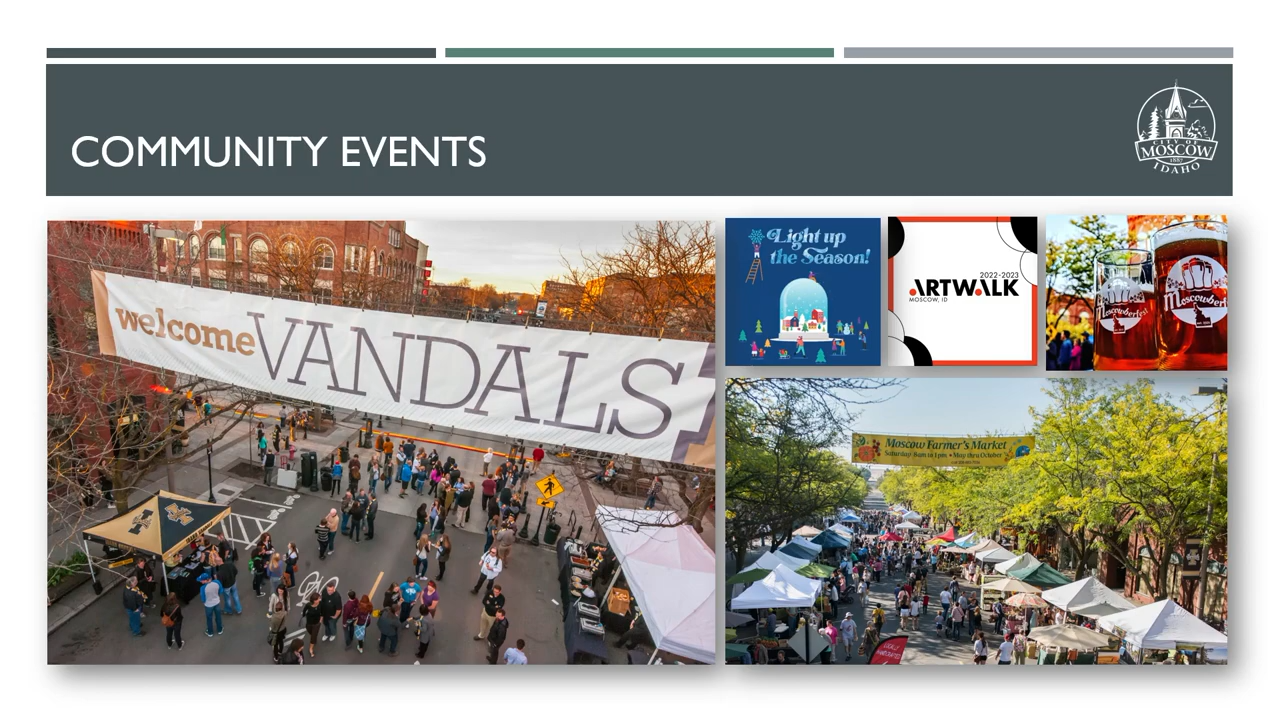 COMMUNITY EVENTS
CITY OF
MOSCOW
1887
IDAHO
welcome VANDALS
Light up
the Season!
2022-2023
ARTWALK
MOSCOW, ID
Moscowberfest
Moscowberf
Moscow Farmer's Market
Saturday 8am to 1pm • May thru October